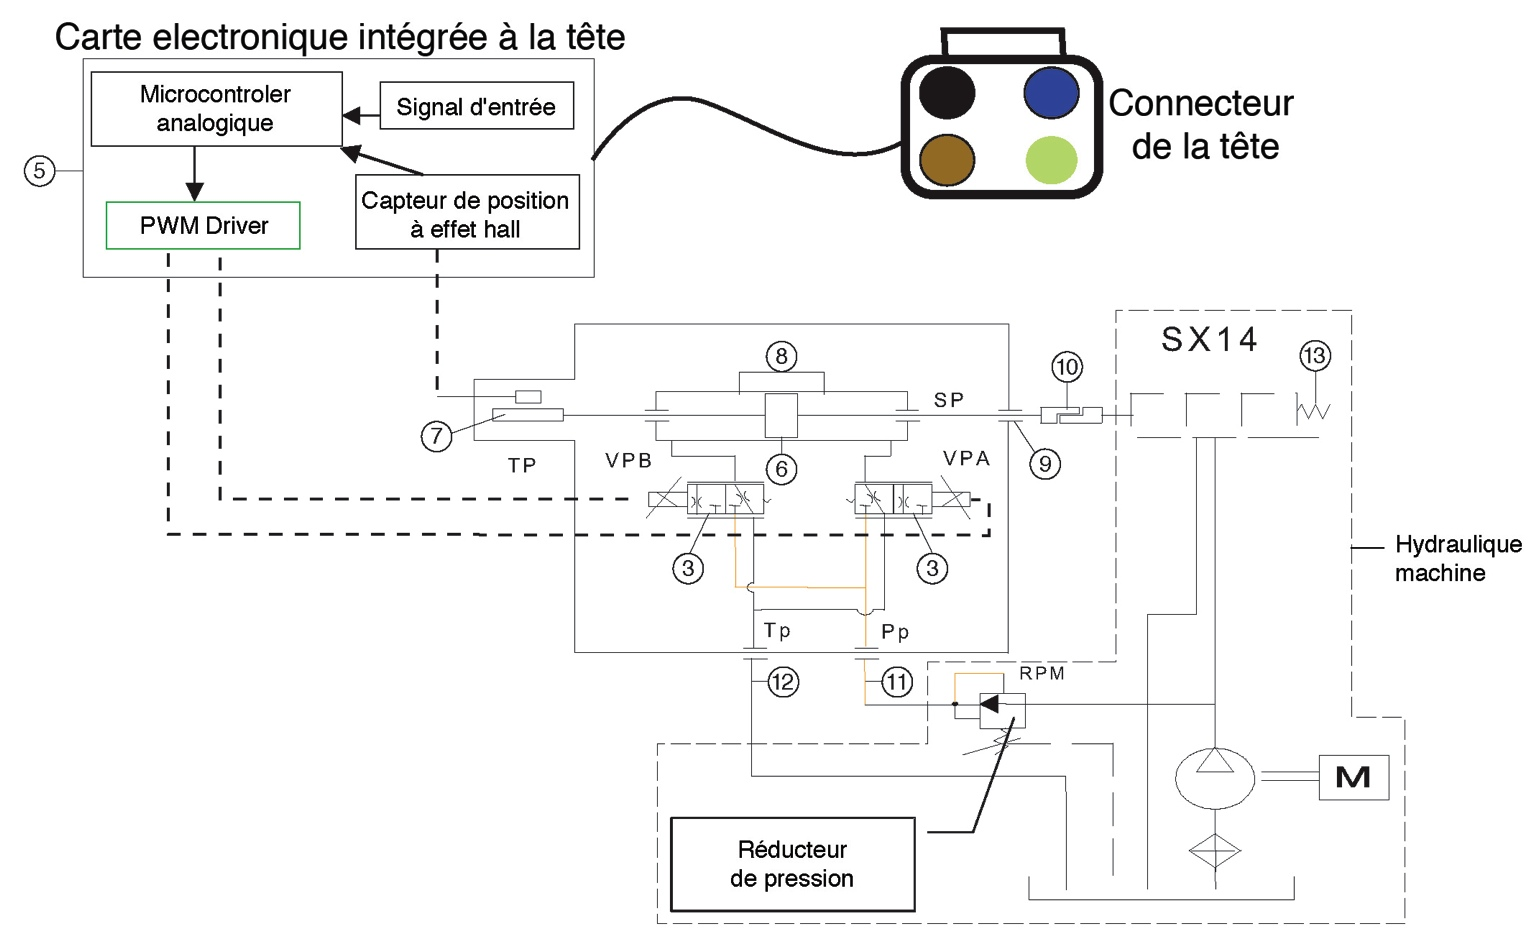 Carte electronique intégrée à la tête
Microcontroler
analogique
Signal d'entrée
5
PWM Driver
Capteur de position
à effet hall
Connecteur
de la tête
SX14
13
10
8
SP
7
TP
VPB
6
VPA
9
3
3
Hydraulique
machine
Tp
Pp
12
11
RPM
M
Réducteur
de pression